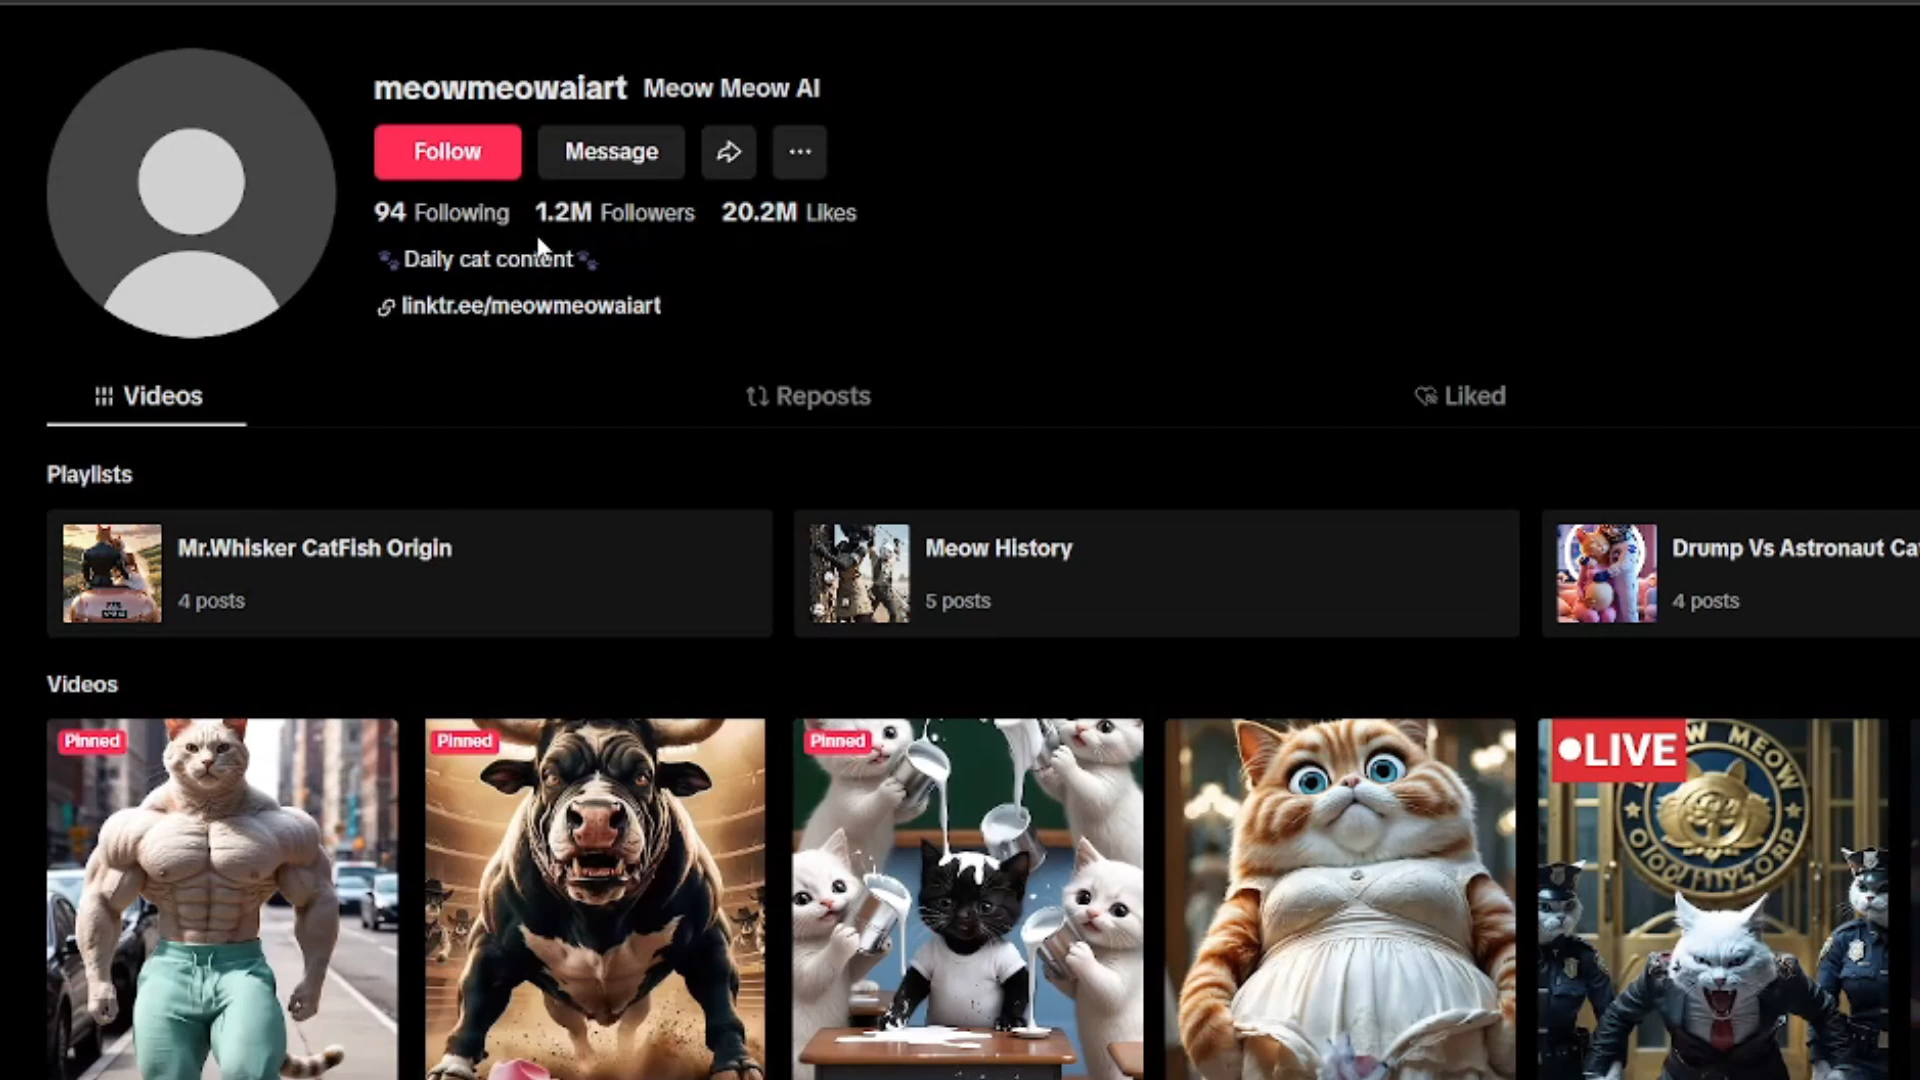 meowmeowaiart Meow Meow AI
Follow Message
94 Following 1.2M Followers 20.2M Likes
🐾Daily cat content🐾
linktr.ee/meowmeowaiart
Videos Reposts Liked
Playlists
Mr.Whisker CatFish Origin
4 posts
Meow History
5 posts
Drump Vs Astronaut Cat
4 posts
Videos
Pinned
Pinned
Pinned
LIVE
W MEOW